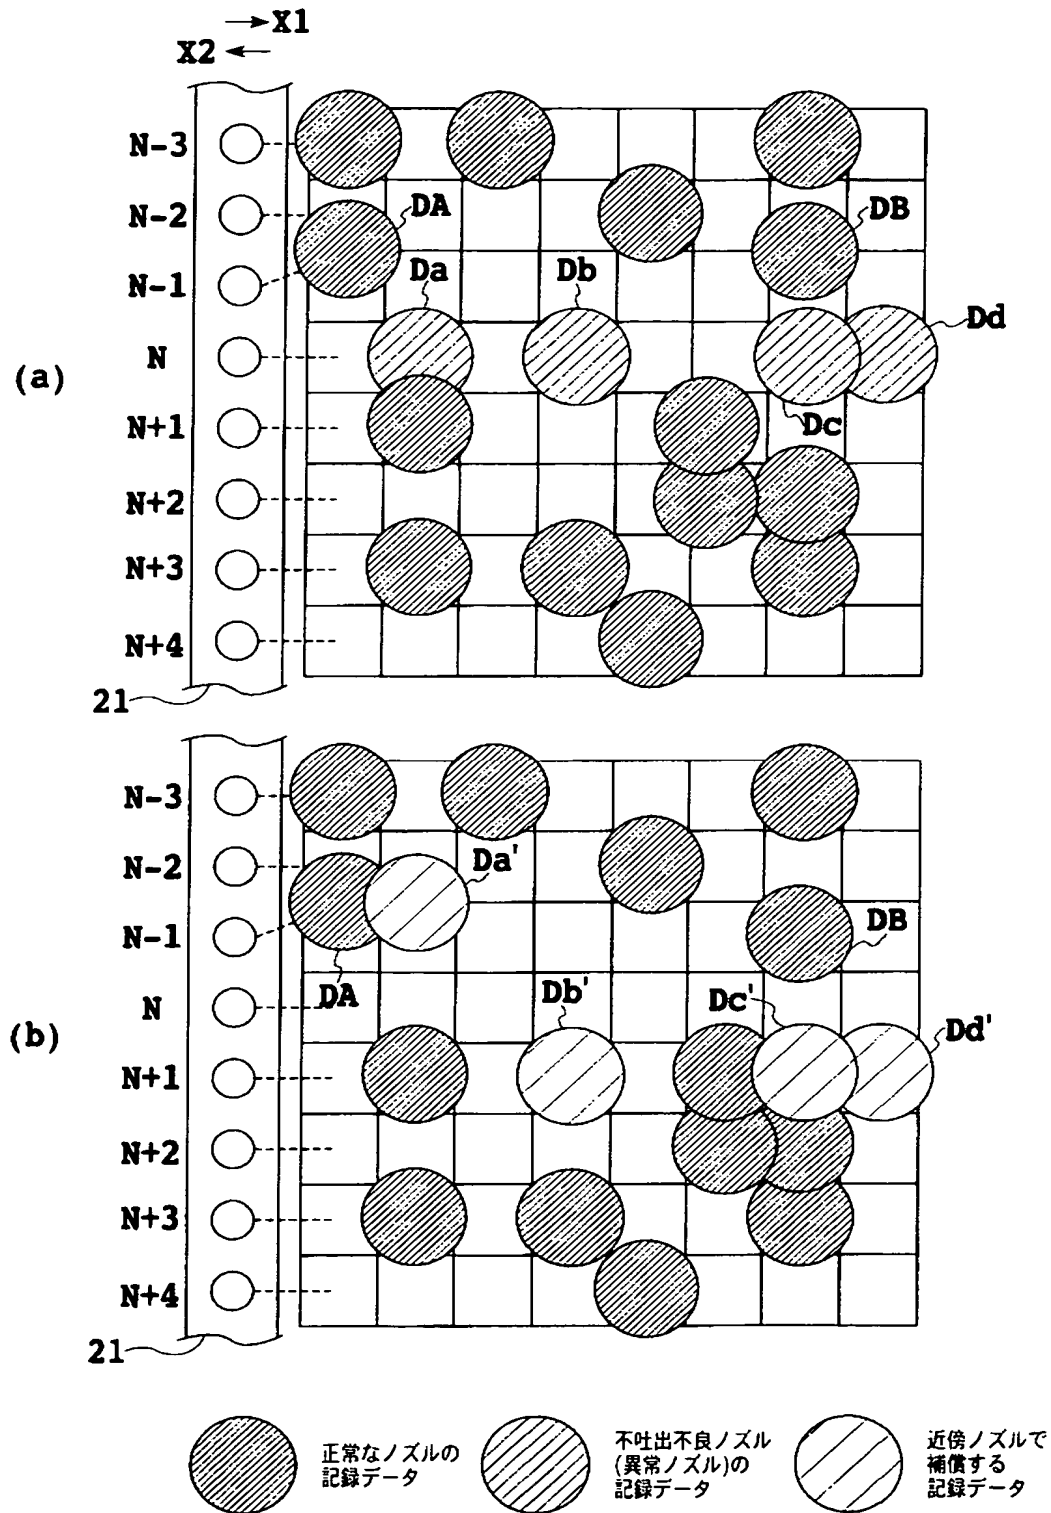 X1
X2
N-3
N-2
DA
DB
N-1
Da
Db
N
Dd
(a)
N+1
Dc
N+2
N+3
N+4
21
N-3
N-2
Da'
N-1
DB
N
DA
Db'
Dc'
Dd'
(b)
N+1
N+2
N+3
N+4
21
正常なノズルの
記録データ
不吐出不良ノズル
(異常ノズル)の
記録データ
近傍ノズルで
補償する
記録データ